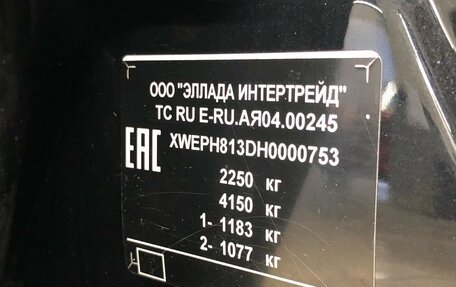 ООО "ЭЛЛАДА ИНТЕРТРЕЙД"
ТС RU E-RU.АЯ04.00245
EAC
XWEPH813DH0000753
2250 кг
4150 кг
1- 1183 кг
2- 1077 кг